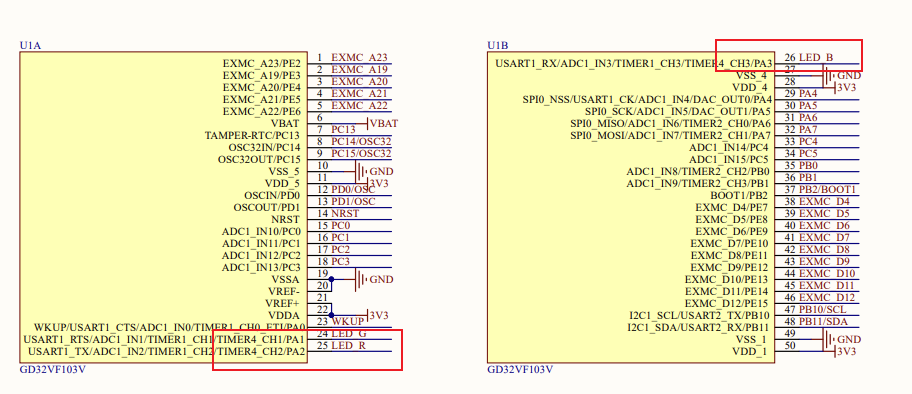 U1A
EXMC_A23/PE2 1 EXMC_A23
EXMC_A19/PE3 2 EXMC_A19
EXMC_A20/PE4 3 EXMC_A20
EXMC_A21/PE5 4 EXMC_A21
EXMC_A22/PE6 5 EXMC_A22
VBAT 6 VBAT
TAMPER-RTC/PC13 7 PC13
OSC32IN/PC14 8 PC14/OSC32
OSC32OUT/PC15 9 PC15/OSC32
VSS_5 10 GND
VDD_5 11 3V3
OSCIN/PD0 12 PD0/OSC
OSCOUT/PD1 13 PD1/OSC
NRST 14 NRST
ADC1_IN10/PC0 15 PC0
ADC1_IN11/PC1 16 PC1
ADC1_IN12/PC2 17 PC2
ADC1_IN13/PC3 18 PC3
VSSA 19 GND
VREF- 20
VREF+ 21
VDDA 22 3V3
WKUP/USART1_CTS/ADC1_IN0/TIMER1_CH0_ETI/PA0 23 WKUP
USART1_RTS/ADC1_IN1/TIMER1_CH1/TIMER4_CH1/PA1 24 LED_G
USART1_TX/ADC1_IN2/TIMER1_CH2/TIMER4_CH2/PA2 25 LED_R
GD32VF103V
U1B
USART1_RX/ADC1_IN3/TIMER1_CH3/TIMER4_CH3/PA3 26 LED_B
VSS_4 27 GND
VDD_4 28 3V3
SPI0_NSS/USART1_CK/ADC1_IN4/DAC_OUT0/PA4 29 PA4
SPI0_SCK/ADC1_IN5/DAC_OUT1/PA5 30 PA5
SPI0_MISO/ADC1_IN6/TIMER2_CH0/PA6 31 PA6
SPI0_MOSI/ADC1_IN7/TIMER2_CH1/PA7 32 PA7
ADC1_IN14/PC4 33 PC4
ADC1_IN15/PC5 34 PC5
ADC1_IN8/TIMER2_CH2/PB0 35 PB0
ADC1_IN9/TIMER2_CH3/PB1 36 PB1
BOOT1/PB2 37 PB2/BOOT1
EXMC_D4/PE7 38 EXMC_D4
EXMC_D5/PE8 39 EXMC_D5
EXMC_D6/PE9 40 EXMC_D6
EXMC_D7/PE10 41 EXMC_D7
EXMC_D8/PE11 42 EXMC_D8
EXMC_D9/PE12 43 EXMC_D9
EXMC_D10/PE13 44 EXMC_D10
EXMC_D11/PE14 45 EXMC_D11
EXMC_D12/PE15 46 EXMC_D12
I2C1_SCL/USART2_TX/PB10 47 PB10/SCL
I2C1_SDA/USART2_RX/PB11 48 PB11/SDA
VSS_1 49 GND
VDD_1 50 3V3
GD32VF103V